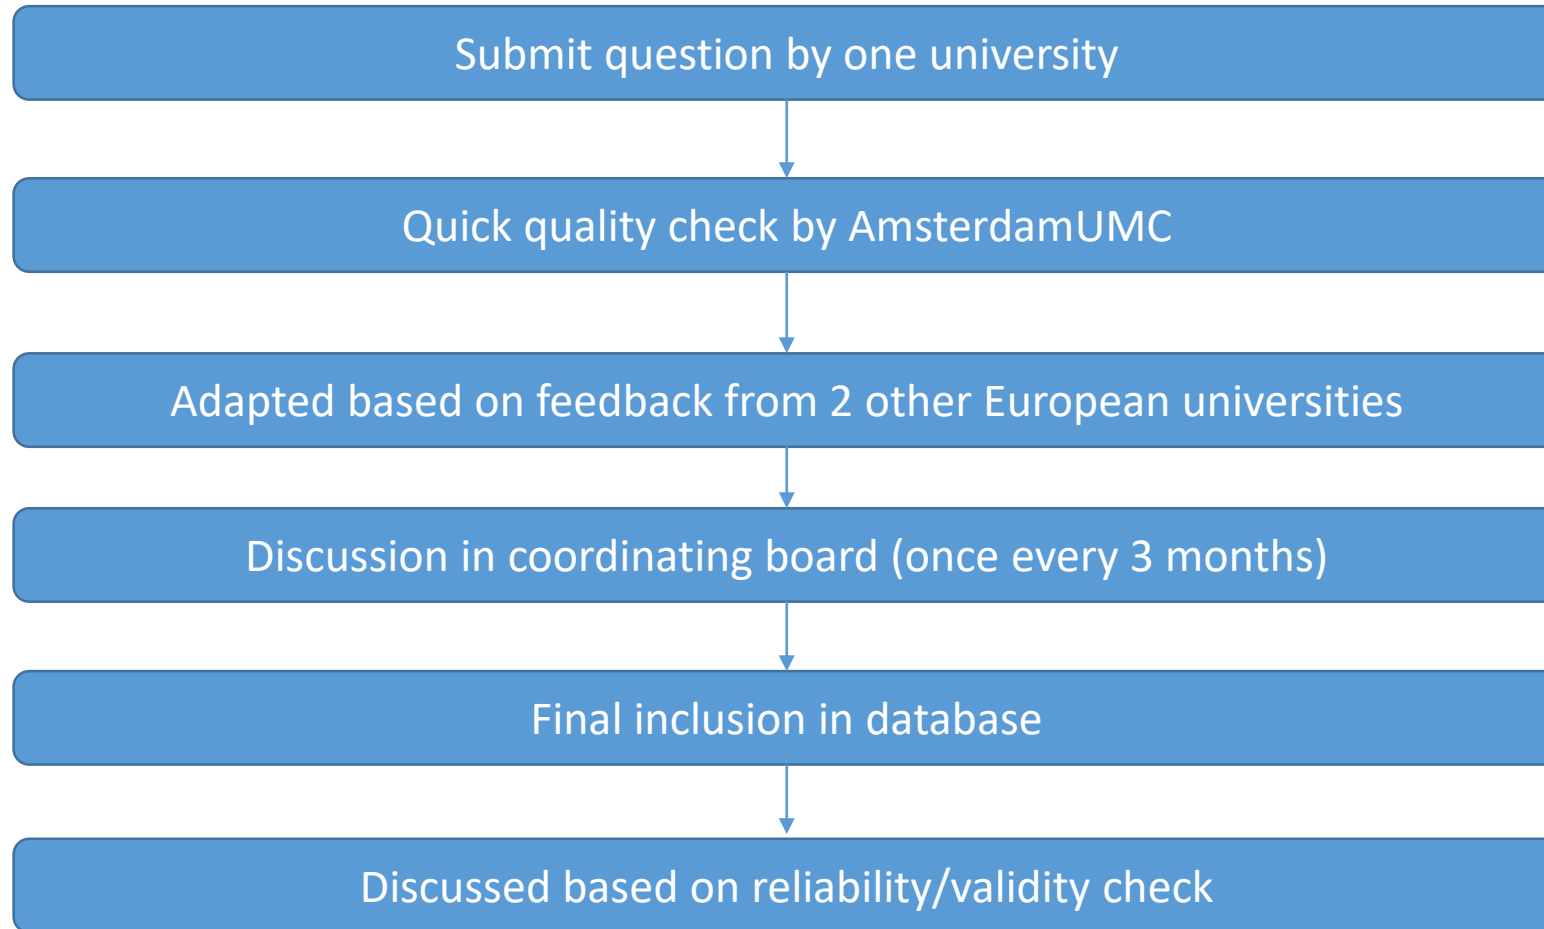 Submit question by one university
Quick quality check by AmsterdamUMC
Adapted based on feedback from 2 other European universities
Discussion in coordinating board (once every 3 months)
Final inclusion in database
Discussed based on reliability/validity check